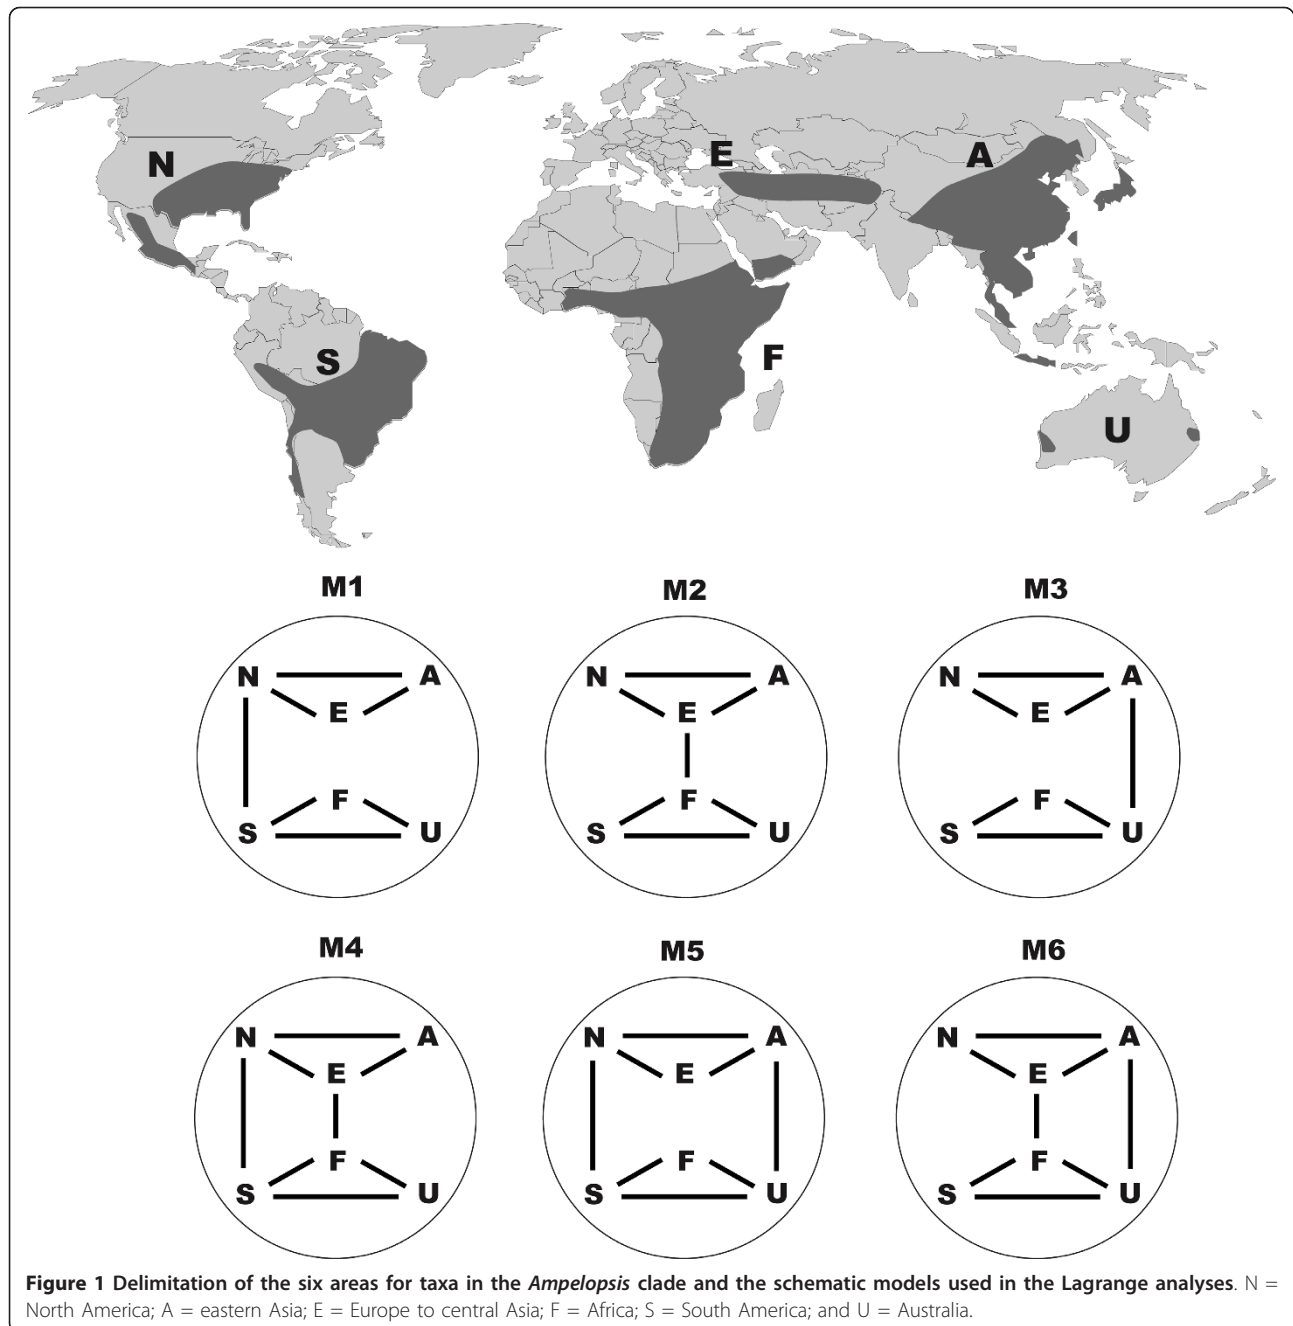 N
E
A
S
F
U
M1
M2
M3
N A
E
F
S U
N A
E
F
S U
N A
E
F
S U
M4
M5
M6
N A
E
F
S U
N A
E
F
S U
N A
E
F
S U
Figure 1 Delimitation of the six areas for taxa in the Ampelopsis clade and the schematic models used in the Lagrange analyses. N =
North America; A = eastern Asia; E = Europe to central Asia; F = Africa; S = South America; and U = Australia.